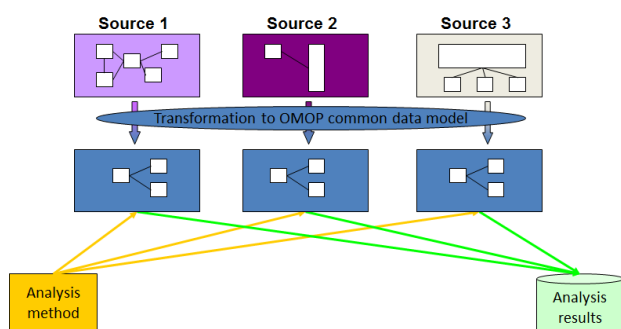 Source 1
Source 2
Source 3
Transformation to OMOP common data model
Analysis
method
Analysis
results